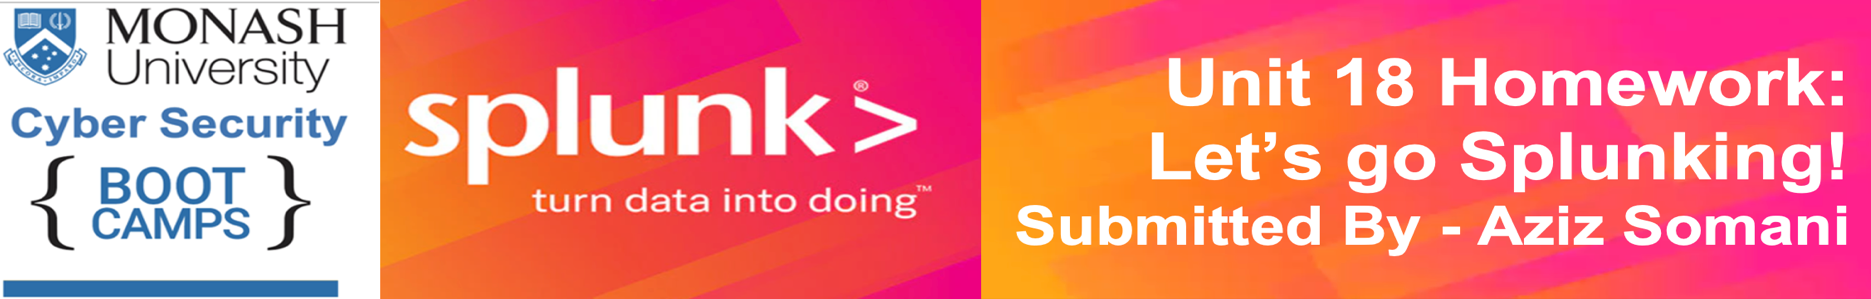 MONASH
University
Cyber Security
{ BOOT
CAMPS }
splunk®>
turn data into doing™
Unit 18 Homework:
Let's go Splunking!
Submitted By - Aziz Somani